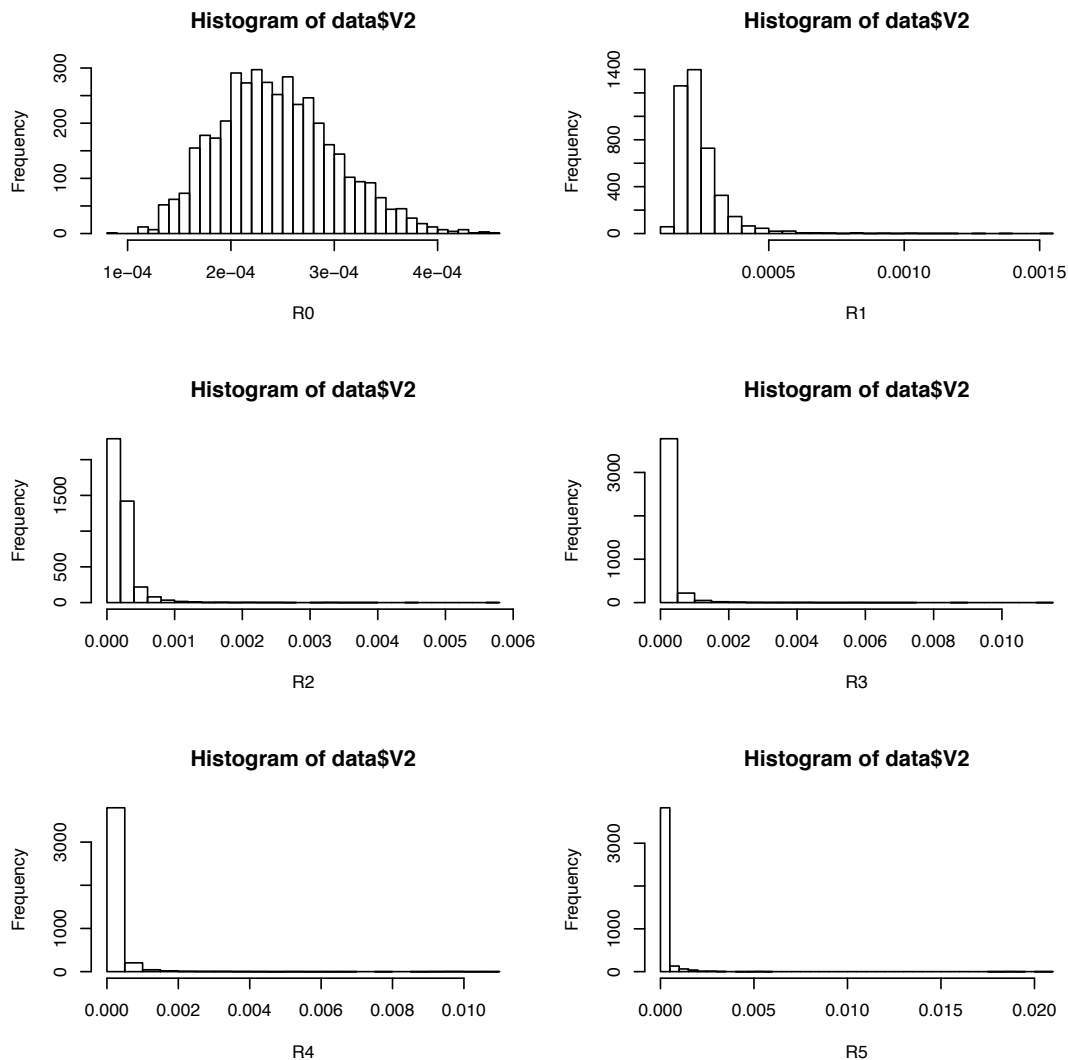 Histogram of data$V2
Frequency
0 100 200 300
1e-04 2e-04 3e-04 4e-04
R0
Histogram of data$V2
Frequency
0 400 800 1400
0.0005 0.0010 0.0015
R1
Histogram of data$V2
Frequency
0 500 1500
0.000 0.001 0.002 0.003 0.004 0.005 0.006
R2
Histogram of data$V2
Frequency
0 1000 3000
0.000 0.002 0.004 0.006 0.008 0.010
R3
Histogram of data$V2
Frequency
0 1000 3000
0.000 0.002 0.004 0.006 0.008 0.010
R4
Histogram of data$V2
Frequency
0 1000 3000
0.000 0.005 0.010 0.015 0.020
R5